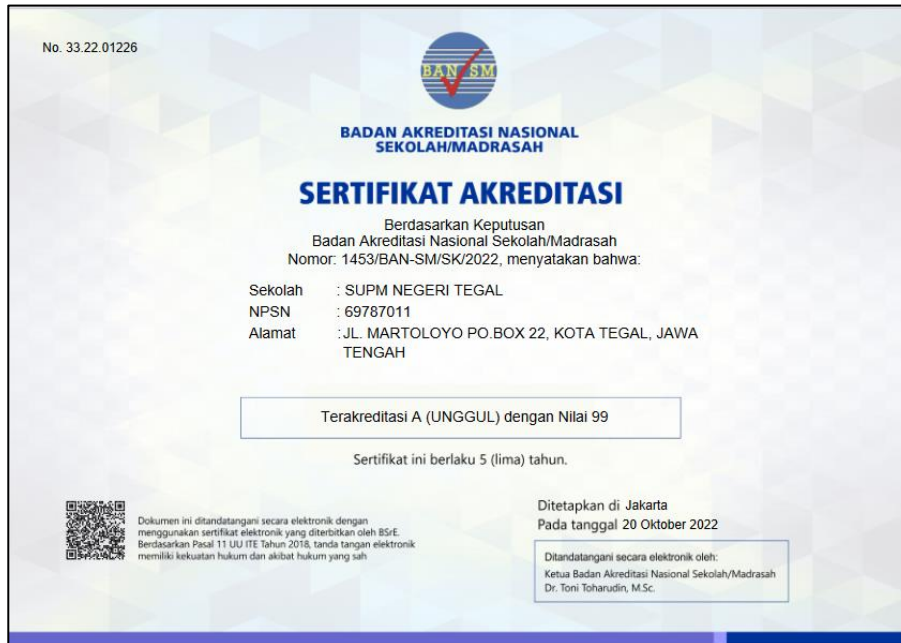 No. 33.22.01226
BAN/SM
BADAN AKREDITASI NASIONAL
SEKOLAH/MADRASAH
SERTIFIKAT AKREDITASI
Berdasarkan Keputusan
Badan Akreditasi Nasional Sekolah/Madrasah
Nomor: 1453/BAN-SM/SK/2022, menyatakan bahwa:
Sekolah : SUPM NEGERI TEGAL
NPSN : 69787011
Alamat : JL. MARTOLOYO PO.BOX 22, KOTA TEGAL, JAWA
TENGAH
Terakreditasi A (UNGGUL) dengan Nilai 99
Sertifikat ini berlaku 5 (lima) tahun.
Dokumen ini ditandatangani secara elektronik dengan
menggunakan sertifikat elektronik yang diterbitkan oleh BSrE.
Berdasarkan Pasal 11 UU ITE Tahun 2018, tanda tangan elektronik
memiliki kekuatan hukum dan akibat hukum yang sah
Ditetapkan di Jakarta
Pada tanggal 20 Oktober 2022
Ditandatangani secara elektronik oleh:
Ketua Badan Akreditasi Nasional Sekolah/Madrasah
Dr. Toni Toharudin, M.Sc.